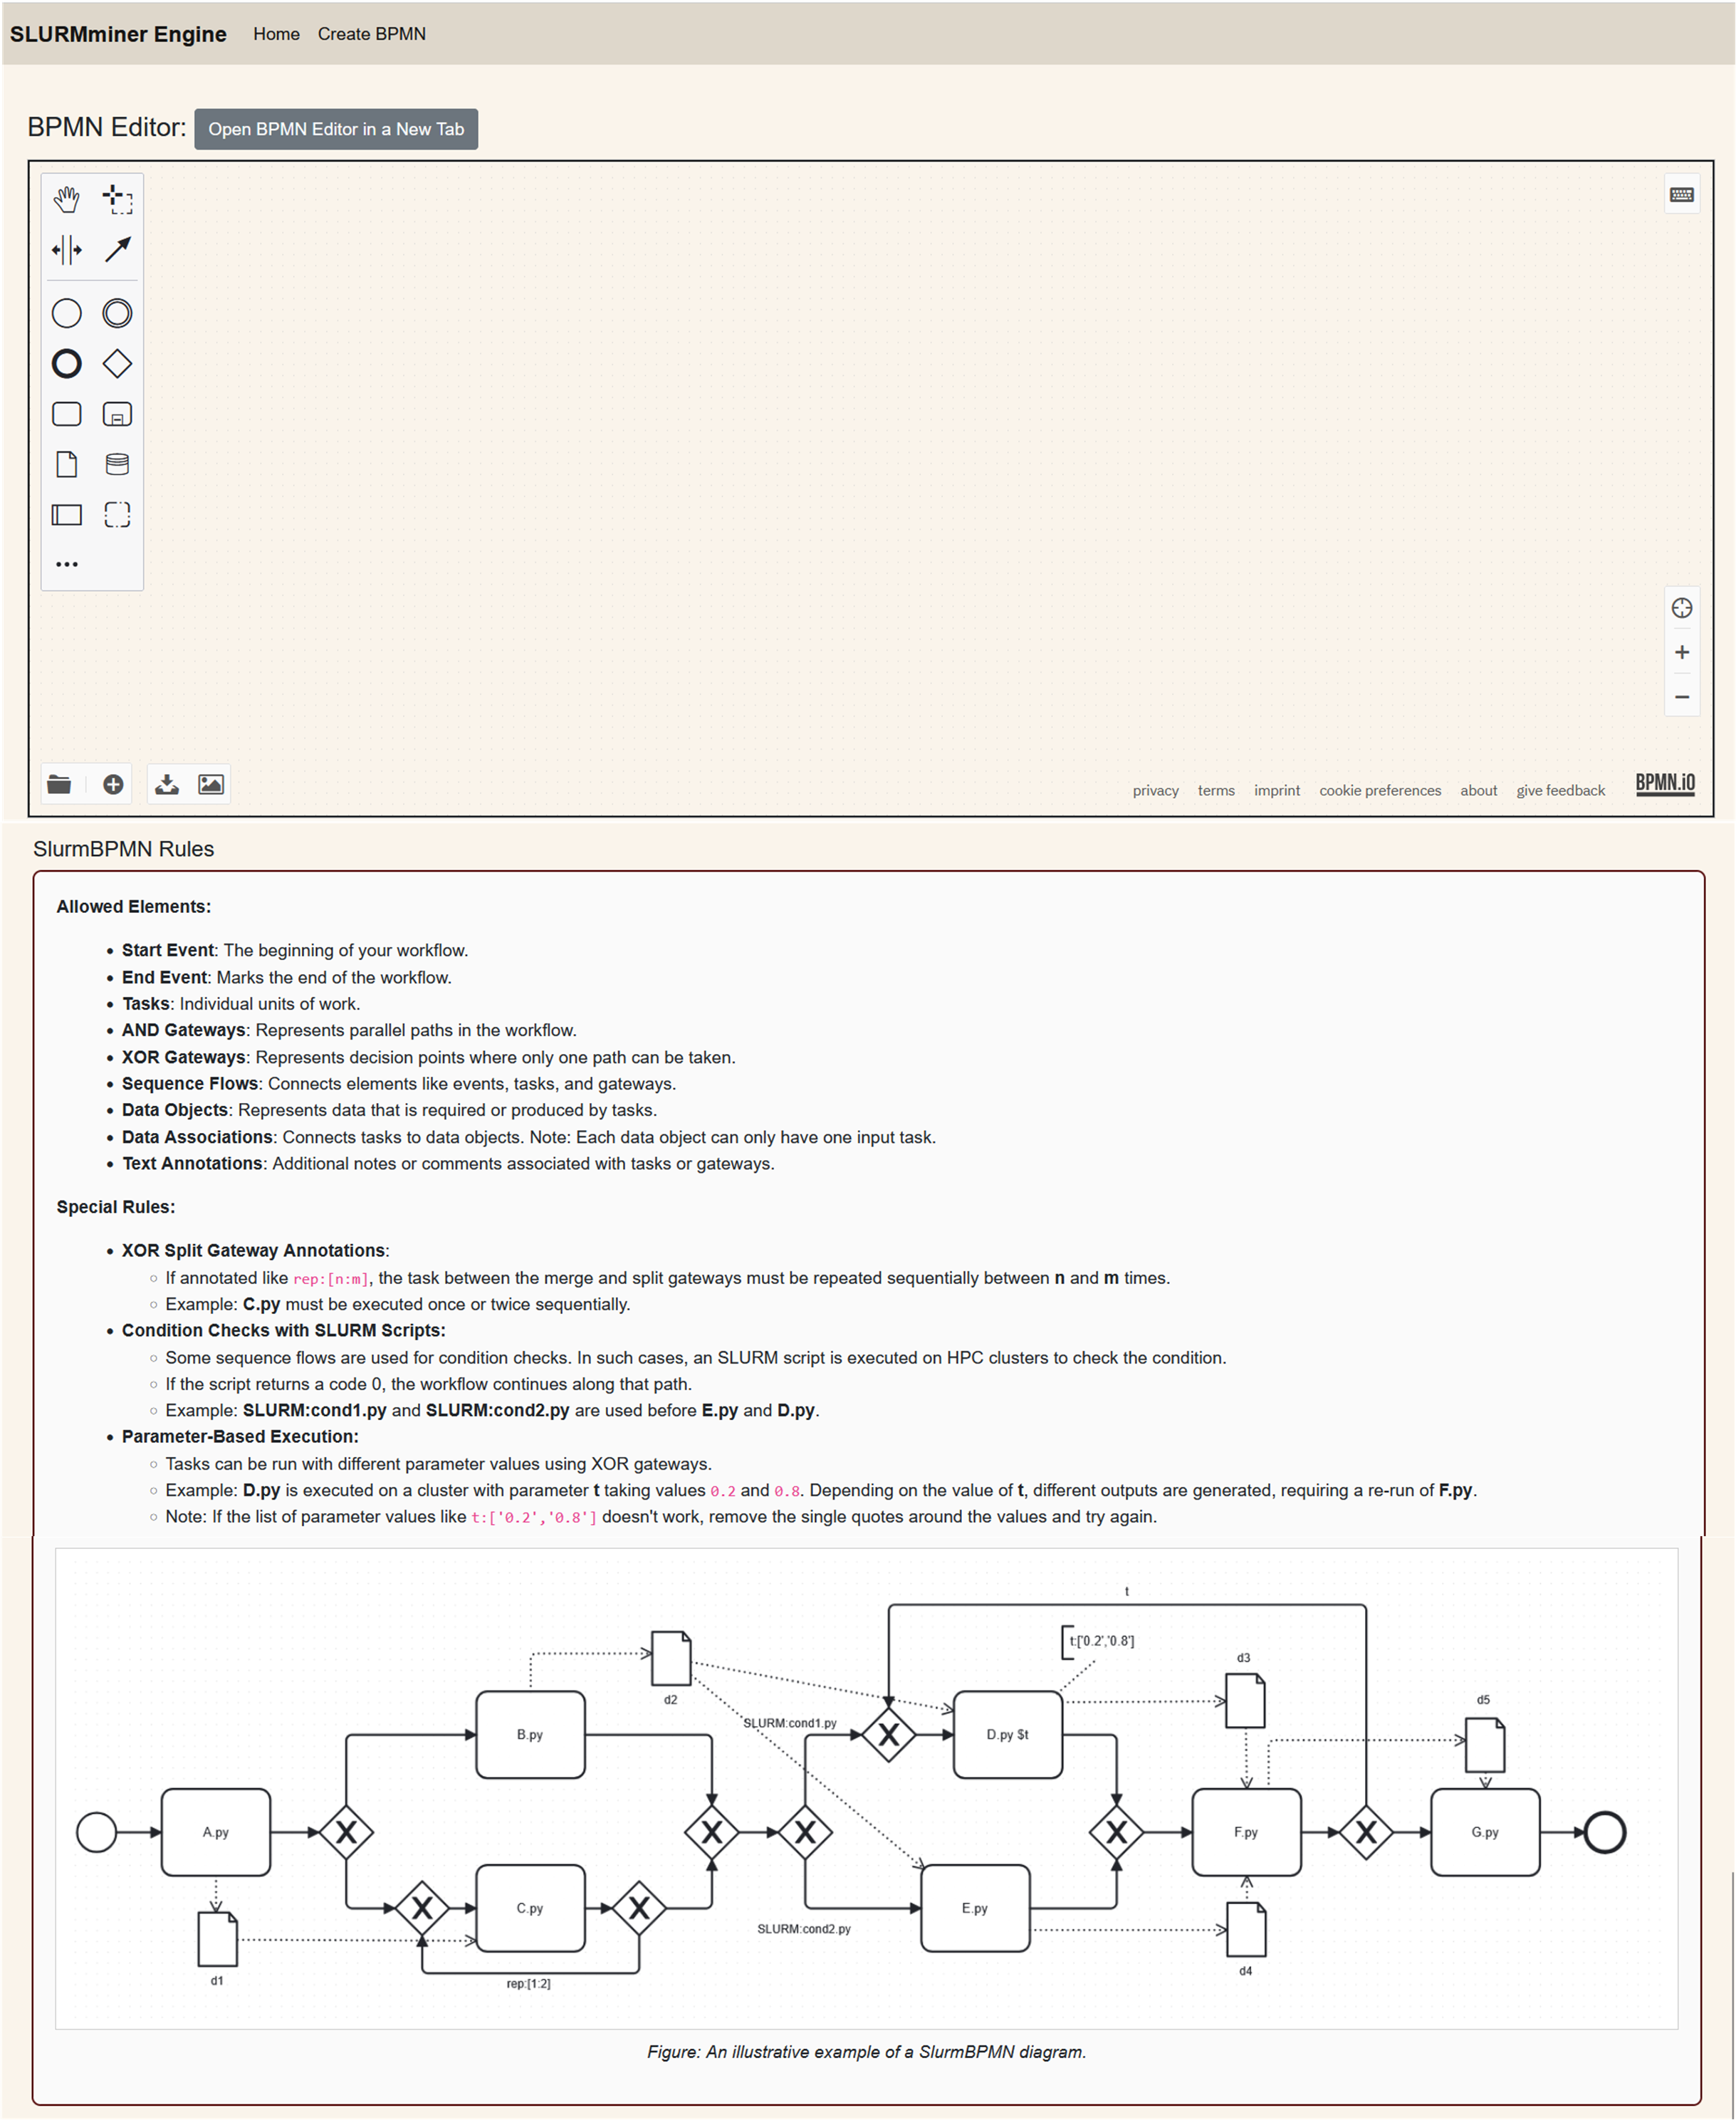 SLURMminer Engine Home Create BPMN
BPMN Editor: Open BPMN Editor in a New Tab
privacy terms imprint cookie preferences about give feedback BPMN.iO
SlurmBPMN Rules
Allowed Elements:
• Start Event: The beginning of your workflow.
• End Event: Marks the end of the workflow.
• Tasks: Individual units of work.
• AND Gateways: Represents parallel paths in the workflow.
• XOR Gateways: Represents decision points where only one path can be taken.
• Sequence Flows: Connects elements like events, tasks, and gateways.
• Data Objects: Represents data that is required or produced by tasks.
• Data Associations: Connects tasks to data objects. Note: Each data object can only have one input task.
• Text Annotations: Additional notes or comments associated with tasks or gateways.
Special Rules:
• XOR Split Gateway Annotations:
◦ If annotated like rep:[n:m], the task between the merge and split gateways must be repeated sequentially between n and m times.
◦ Example: C.py must be executed once or twice sequentially.
• Condition Checks with SLURM Scripts:
◦ Some sequence flows are used for condition checks. In such cases, an SLURM script is executed on HPC clusters to check the condition.
◦ If the script returns a code 0, the workflow continues along that path.
◦ Example: SLURM:cond1.py and SLURM:cond2.py are used before E.py and D.py.
• Parameter-Based Execution:
◦ Tasks can be run with different parameter values using XOR gateways.
◦ Example: D.py is executed on a cluster with parameter t taking values 0.2 and 0.8. Depending on the value of t, different outputs are generated, requiring a re-run of F.py.
◦ Note: If the list of parameter values like t:['0.2','0.8'] doesn't work, remove the single quotes around the values and try again.
t
t:['0.2','0.8']
d3
d2
d5
SLURM:cond1.py
B.py
D.py $t
A.py
F.py
G.py
C.py
E.py
SLURM:cond2.py
d4
d1
rep:[1:2]
Figure: An illustrative example of a SlurmBPMN diagram.